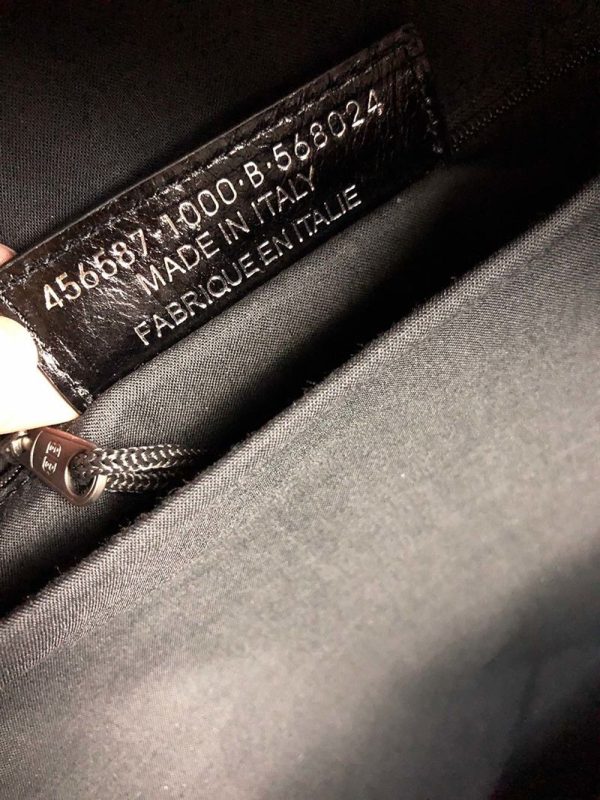 456587·1000·B·568024
MADE IN ITALY
FABRIQUE EN ITALIE